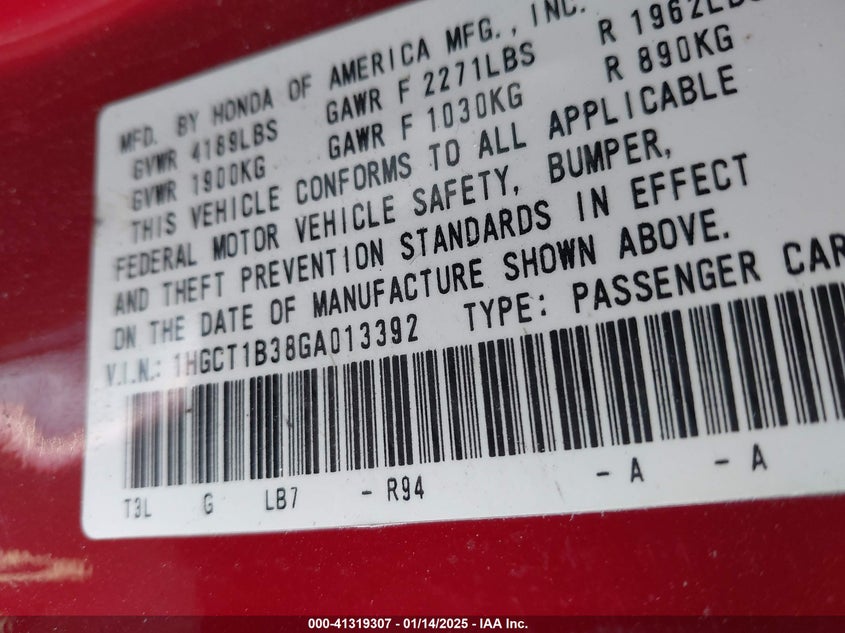 MFD. BY HONDA OF AMERICA MFG., INC.
GVWR 4189LBS GAWR F 2271LBS R 1962LBS
GVWR 1900KG GAWR F 1030KG R 890KG
THIS VEHICLE CONFORMS TO ALL APPLICABLE
FEDERAL MOTOR VEHICLE SAFETY, BUMPER,
AND THEFT PREVENTION STANDARDS IN EFFECT
ON THE DATE OF MANUFACTURE SHOWN ABOVE.
V.I.N.: 1HGCT1B38GA013392 TYPE: PASSENGER CAR
T3L G LB7 - R94 - A - A
000-41319307 - 01/14/2025 - IAA Inc.